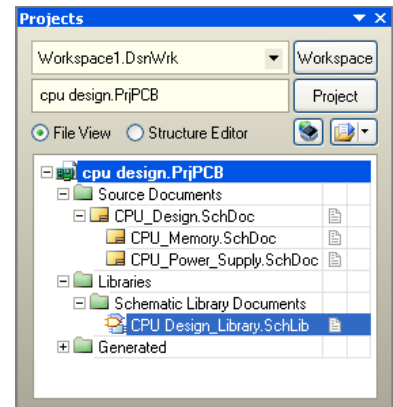 Projects
Workspace1.DsnWrk Workspace
cpu design.PrjPCB Project
File View Structure Editor
cpu design.PrjPCB
Source Documents
CPU_Design.SchDoc
CPU_Memory.SchDoc
CPU_Power_Supply.SchDoc
Libraries
Schematic Library Documents
CPU Design_Library.SchLib
Generated